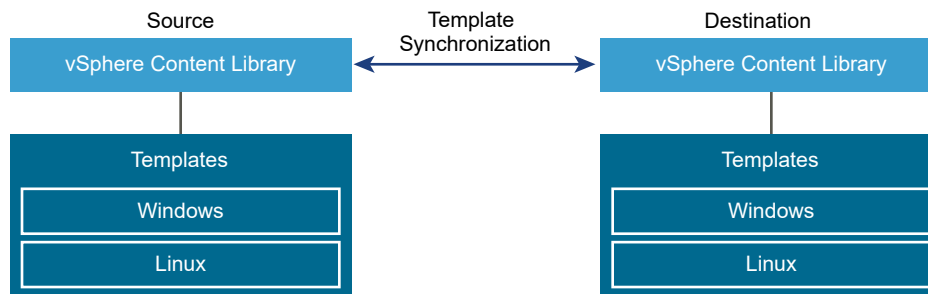 Source
Template
Synchronization
Destination
vSphere Content Library
vSphere Content Library
Templates
Windows
Linux
Templates
Windows
Linux